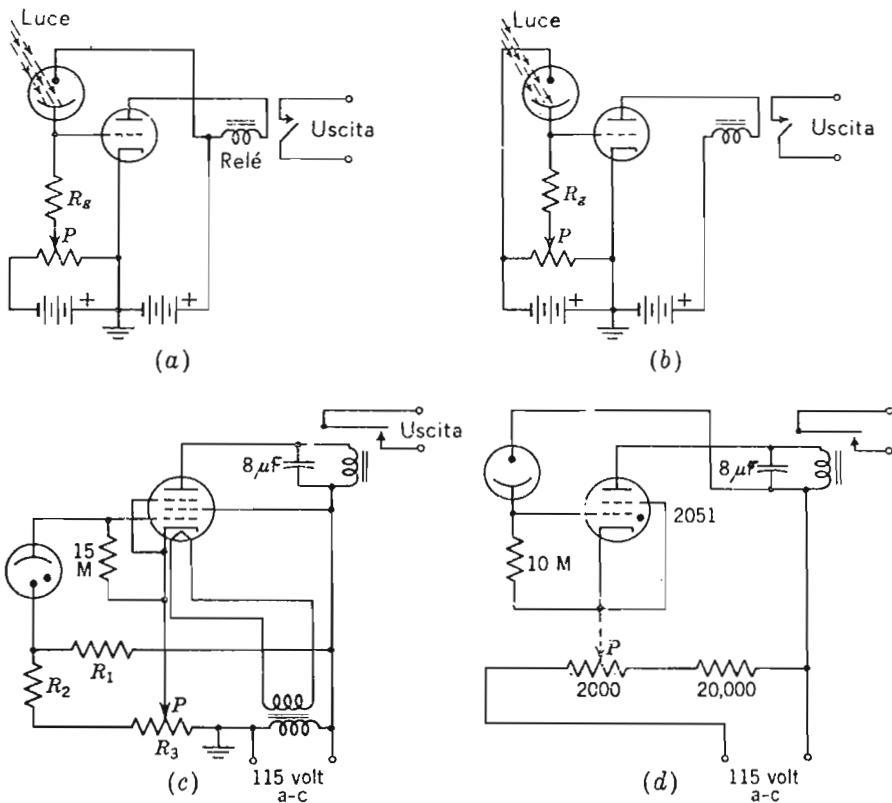 Luce
Uscita
Relé
R_g
P
+ +
(a)
Luce
Uscita
R_g
P
+ +
(b)
Uscita
8 μF
15 M
R_1
R_2
P
R_3
115 volt
a-c
(c)
8 μF
2051
10 M
P
2000
20,000
115 volt
a-c
(d)